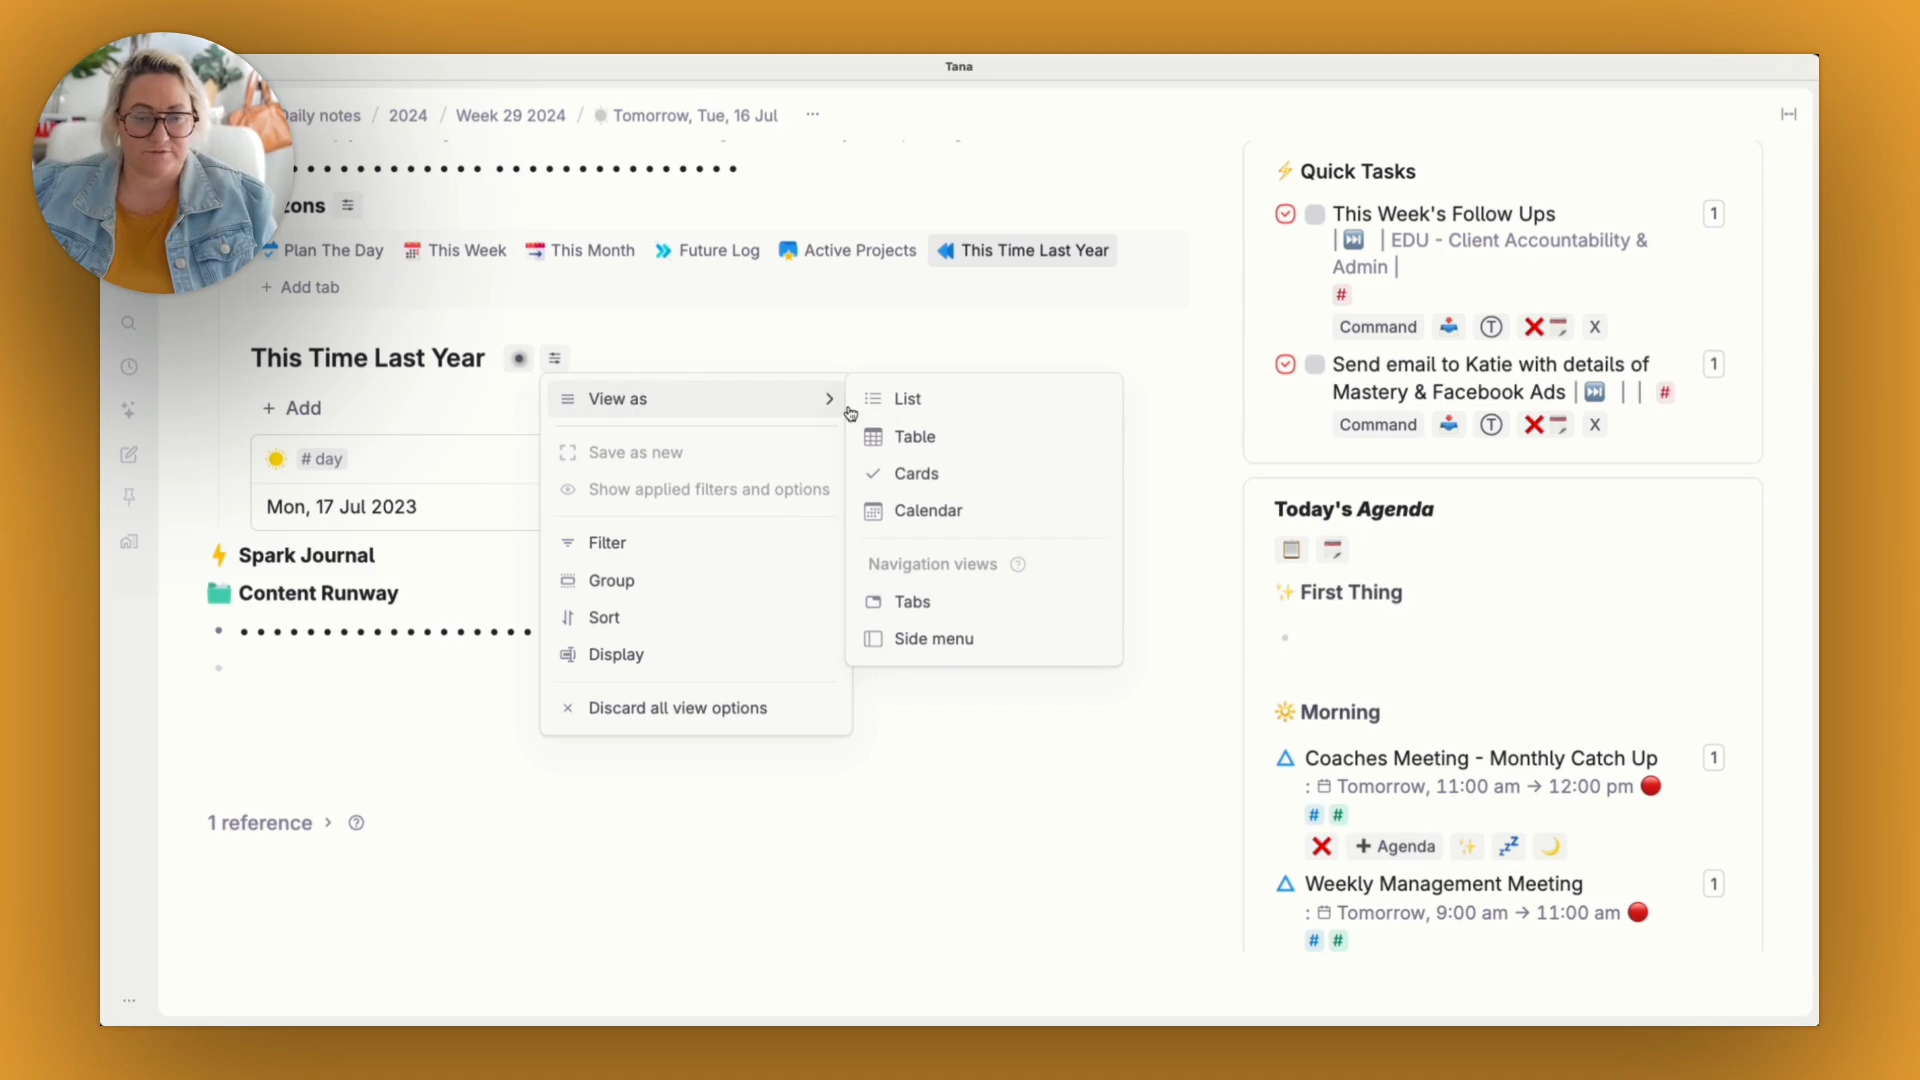 Tana
Daily notes / 2024 / Week 29 2024 / Tomorrow, Tue, 16 Jul ...
zons
Plan The Day This Week This Month Future Log Active Projects This Time Last Year
+ Add tab
This Time Last Year
+ Add
# day
Mon, 17 Jul 2023
Spark Journal
Content Runway
1 reference >
View as
Save as new
Show applied filters and options
Filter
Group
Sort
Display
Discard all view options
List
Table
Cards
Calendar
Navigation views
Tabs
Side menu
Quick Tasks
This Week's Follow Ups 1
| | EDU - Client Accountability &
Admin |
#
Command T X
Send email to Katie with details of 1
Mastery & Facebook Ads | | | #
Command T X
Today's Agenda
First Thing
Morning
Coaches Meeting - Monthly Catch Up 1
: Tomorrow, 11:00 am → 12:00 pm
# #
+ Agenda
Weekly Management Meeting 1
: Tomorrow, 9:00 am → 11:00 am
# #